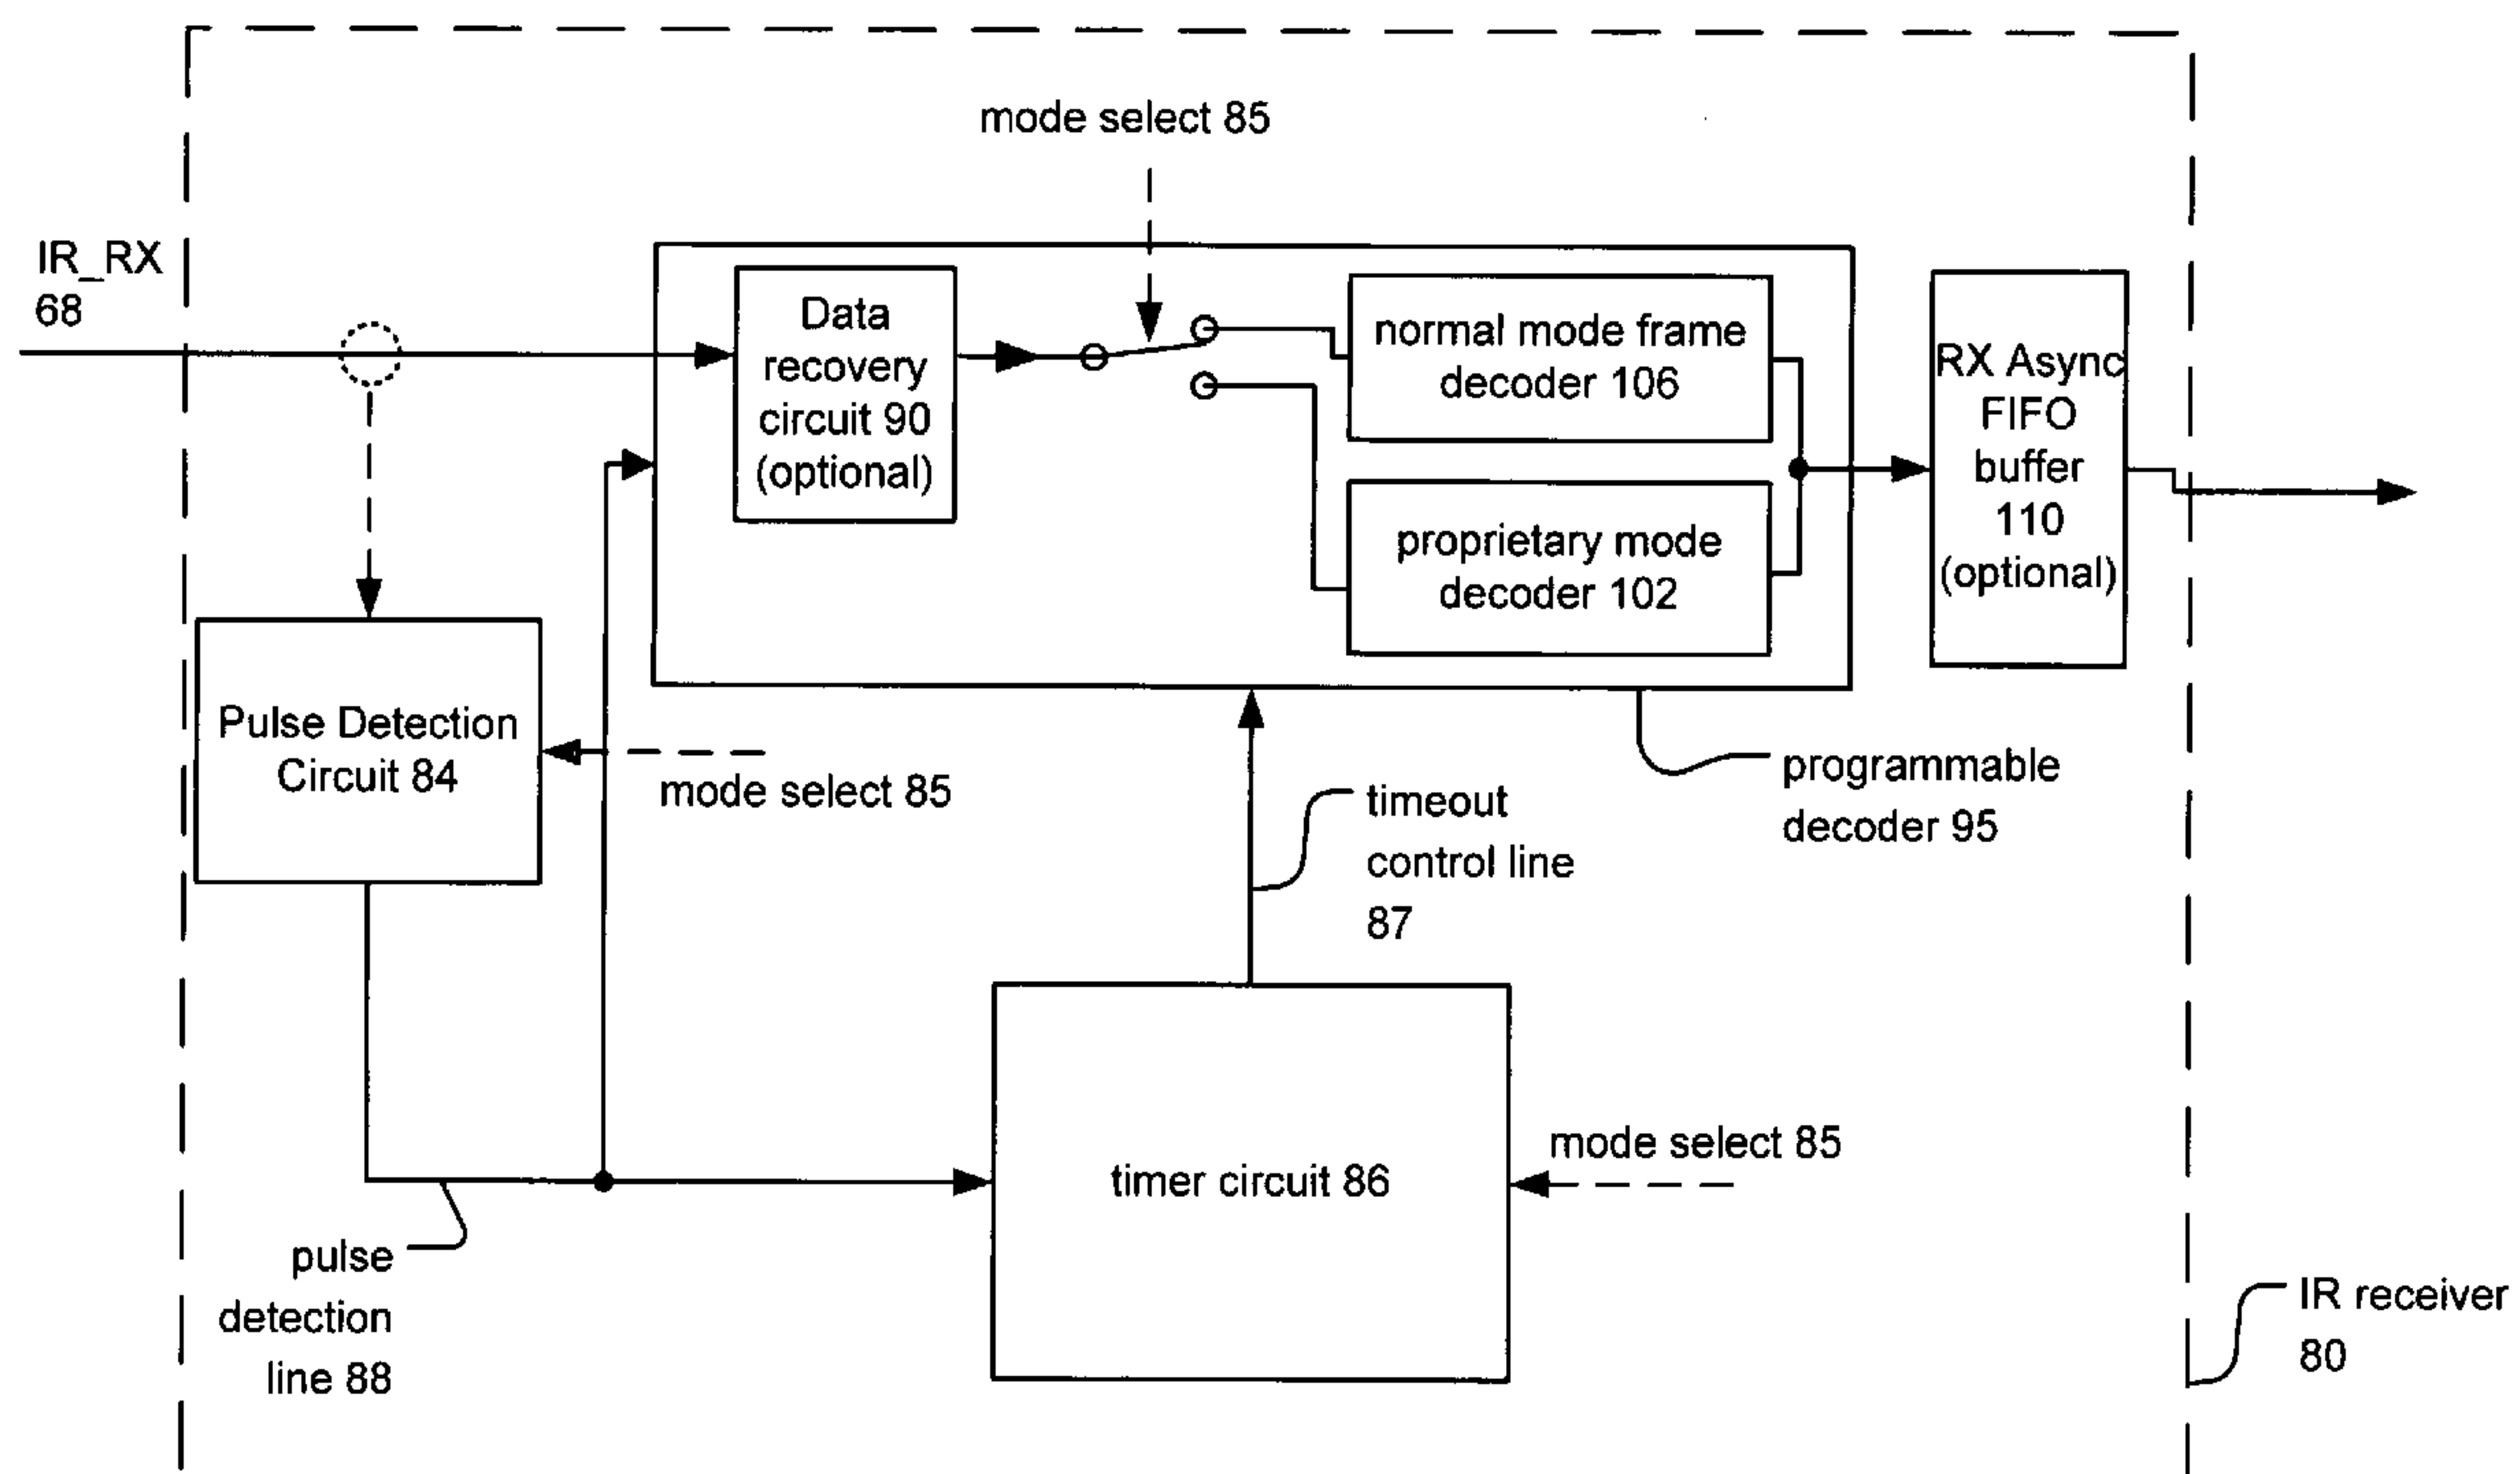 mode select 85
IR_RX
68
Data
recovery
circuit 90
(optional)
normal mode frame
decoder 106
proprietary mode
decoder 102
RX Async
FIFO
buffer
110
(optional)
Pulse Detection
Circuit 84
mode select 85
programmable
decoder 95
timeout
control line
87
timer circuit 86
mode select 85
pulse
detection
line 88
IR receiver
80